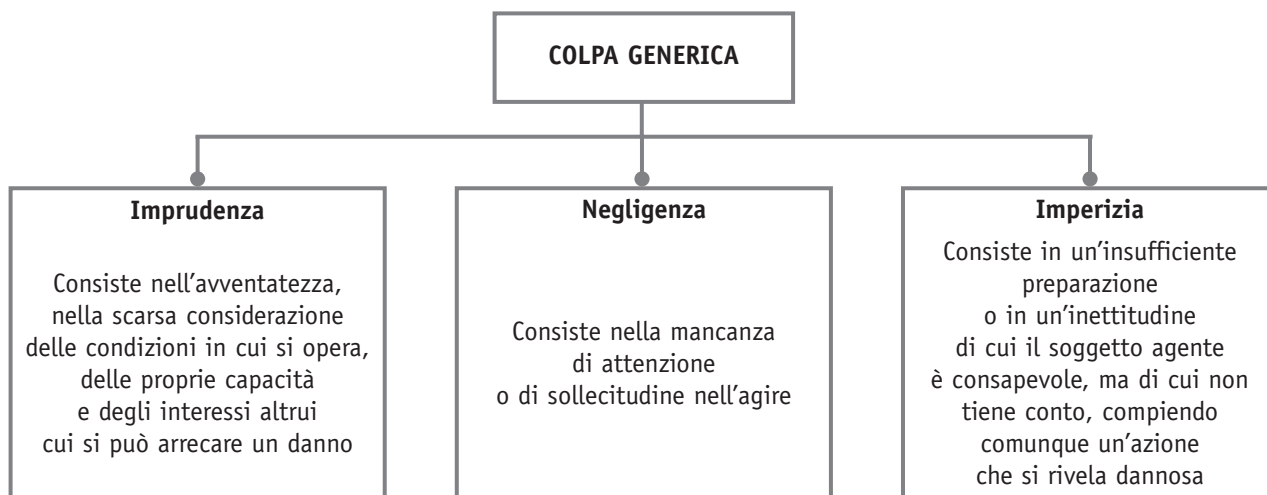 COLPA GENERICA
Imprudenza
Consiste nell’avventatezza,
nella scarsa considerazione
delle condizioni in cui si opera,
delle proprie capacità
e degli interessi altrui
cui si può arrecare un danno
Negligenza
Consiste nella mancanza
di attenzione
o di sollecitudine nell’agire
Imperizia
Consiste in un’insufficiente
preparazione
o in un’inettitudine
di cui il soggetto agente
è consapevole, ma di cui non
tiene conto, compiendo
comunque un’azione
che si rivela dannosa